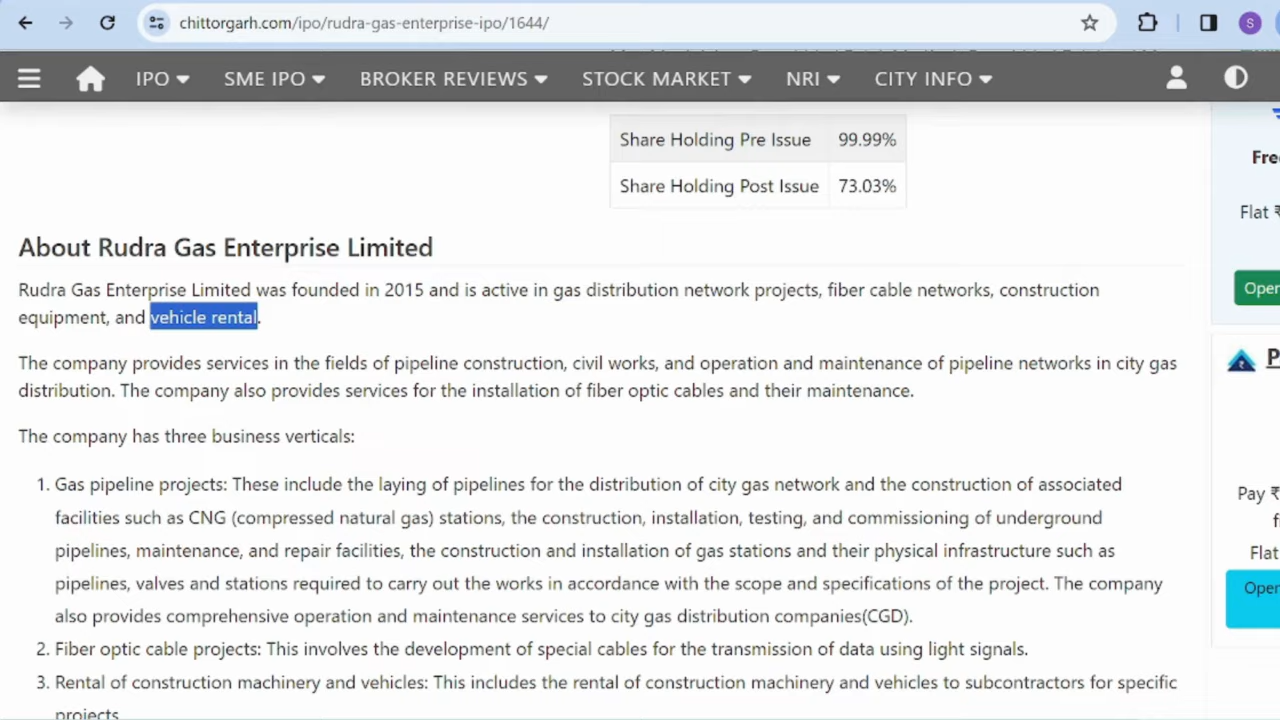 chittorgarh.com/ipo/rudra-gas-enterprise-ipo/1644/
S
IPO SME IPO BROKER REVIEWS STOCK MARKET NRI CITY INFO
Share Holding Pre Issue 99.99%
Share Holding Post Issue 73.03%
Free
Flat ₹
Open
About Rudra Gas Enterprise Limited
Rudra Gas Enterprise Limited was founded in 2015 and is active in gas distribution network projects, fiber cable networks, construction
equipment, and vehicle rental.
The company provides services in the fields of pipeline construction, civil works, and operation and maintenance of pipeline networks in city gas
distribution. The company also provides services for the installation of fiber optic cables and their maintenance.
The company has three business verticals:
1. Gas pipeline projects: These include the laying of pipelines for the distribution of city gas network and the construction of associated
facilities such as CNG (compressed natural gas) stations, the construction, installation, testing, and commissioning of underground
pipelines, maintenance, and repair facilities, the construction and installation of gas stations and their physical infrastructure such as
pipelines, valves and stations required to carry out the works in accordance with the scope and specifications of the project. The company
also provides comprehensive operation and maintenance services to city gas distribution companies(CGD).
2. Fiber optic cable projects: This involves the development of special cables for the transmission of data using light signals.
3. Rental of construction machinery and vehicles: This includes the rental of construction machinery and vehicles to subcontractors for specific
projects.
P
Pay ₹
Flat
Open